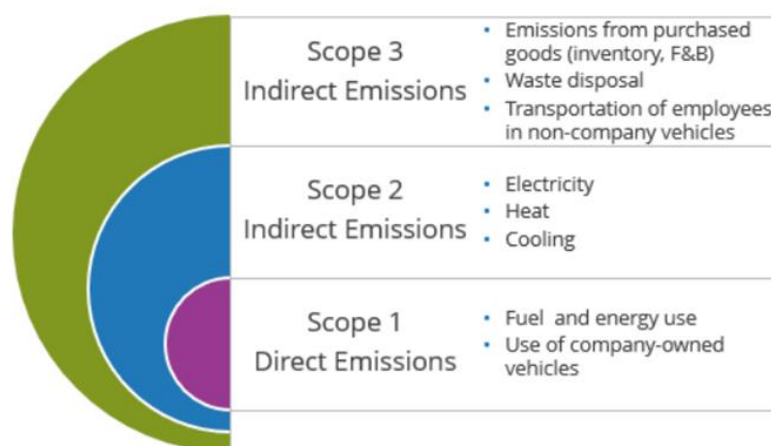 Scope 3
Indirect Emissions
• Emissions from purchased
goods (inventory, F&B)
• Waste disposal
• Transportation of employees
in non-company vehicles
Scope 2
Indirect Emissions
• Electricity
• Heat
• Cooling
Scope 1
Direct Emissions
• Fuel and energy use
• Use of company-owned
vehicles